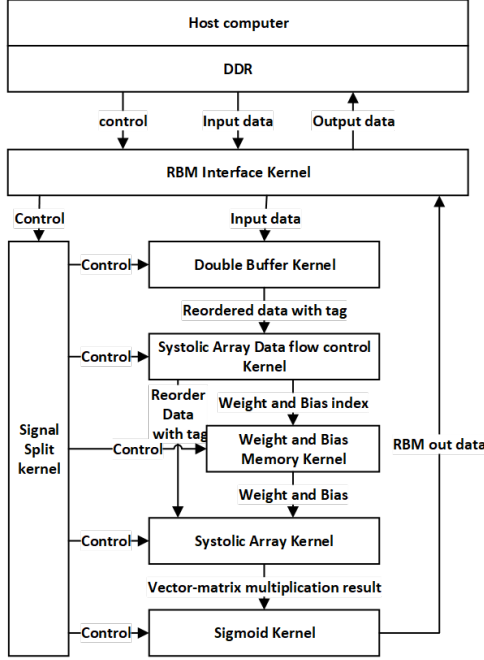 Host computer
DDR
control
Input data
Output data
RBM Interface Kernel
Control
Input data
Control
Double Buffer Kernel
Reordered data with tag
Control
Systolic Array Data flow control
Kernel
Reorder
Data
with tag
Weight and Bias index
Signal
Split
kernel
Control
Weight and Bias
Memory Kernel
RBM out data
Weight and Bias
Control
Systolic Array Kernel
Vector-matrix multiplication result
Control
Sigmoid Kernel